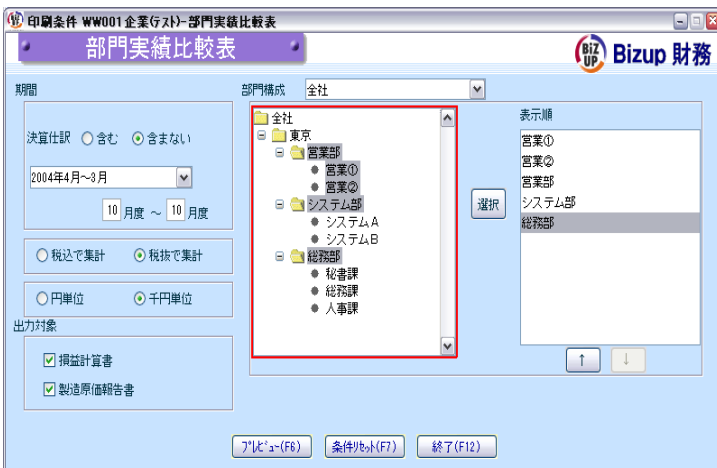 印刷条件 WW001 企業(テスト)-部門実績比較表
部門実績比較表
BIZ UP Bizup 財務
期間
決算仕訳 含む 含まない
2004年4月～3月
10 月度 ～ 10 月度
税込で集計 税抜で集計
円単位 千円単位
出力対象
損益計算書
製造原価報告書
部門構成 全社
全社
東京
営業部
営業①
営業②
システム部
システムA
システムB
総務部
秘書課
総務課
人事課
選択
表示順
営業①
営業②
営業部
システム部
総務部
↑ ↓
ﾌﾟﾚﾋﾞｭｰ(F6) 条件ﾘｾｯﾄ(F7) 終了(F12)